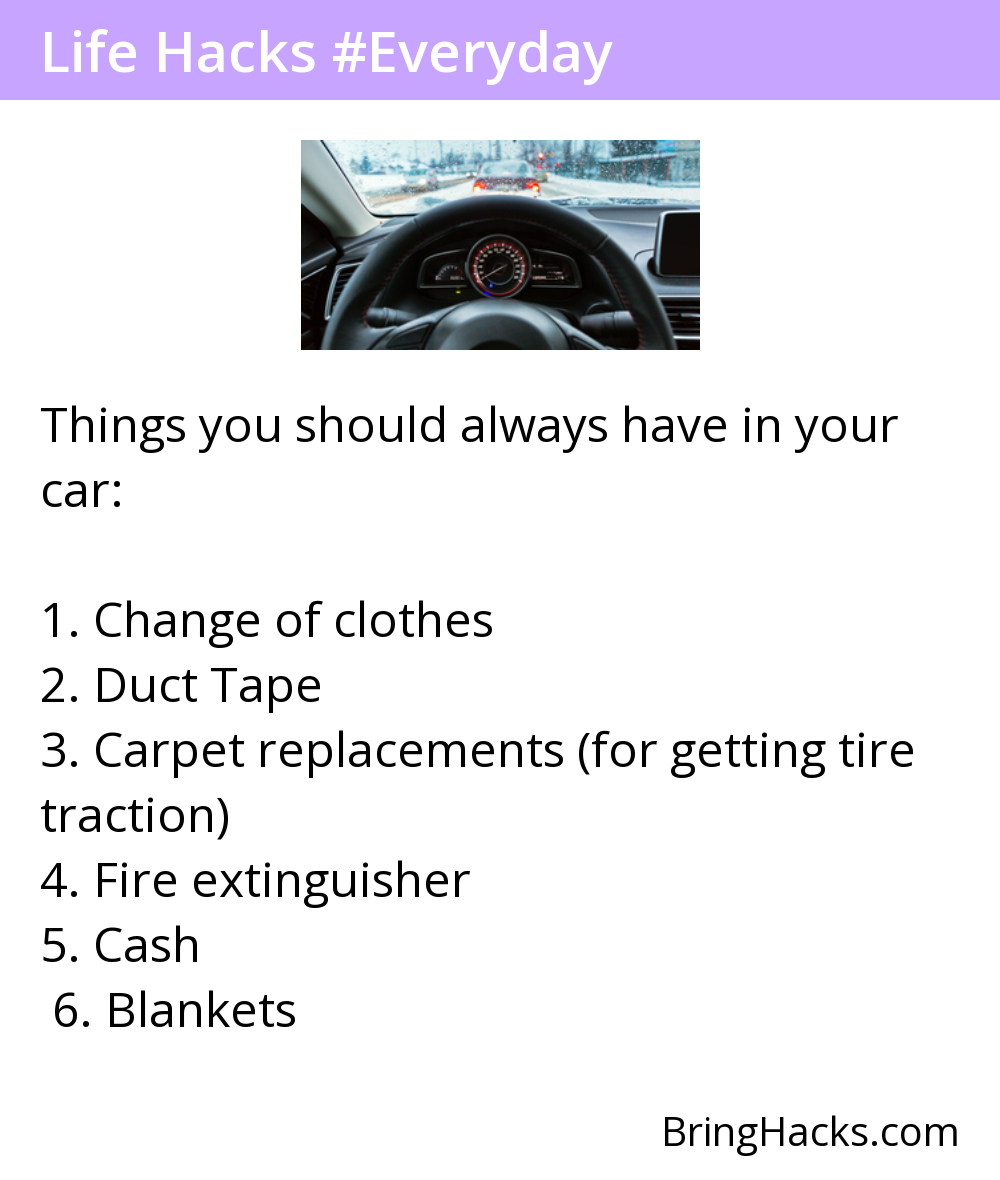 Life Hacks #Everyday
Things you should always have in your
car:
1. Change of clothes
2. Duct Tape
3. Carpet replacements (for getting tire
traction)
4. Fire extinguisher
5. Cash
6. Blankets
BringHacks.com